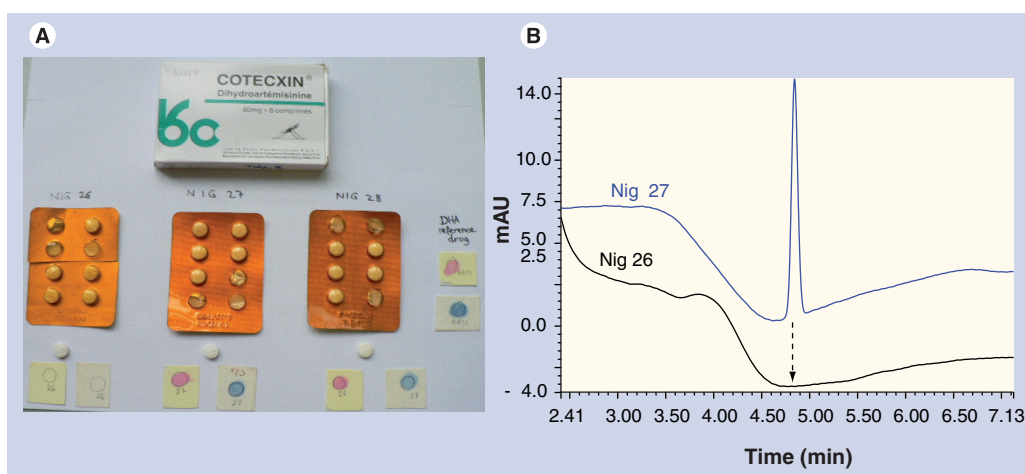 A
COTECXIN®
Dihydroartémisinine
60mg • 8 comprimés
NIG 26
NIG 27
NIG 28
DHA
reference
drug
26
26
27
27
28
B
mAU
14.0
10.0
7.5
5.0
2.5
0.0
- 4.0
Nig 27
Nig 26
2.41 3.00 3.50 4.00 4.50 5.00 5.50 6.00 6.50 7.13
Time (min)